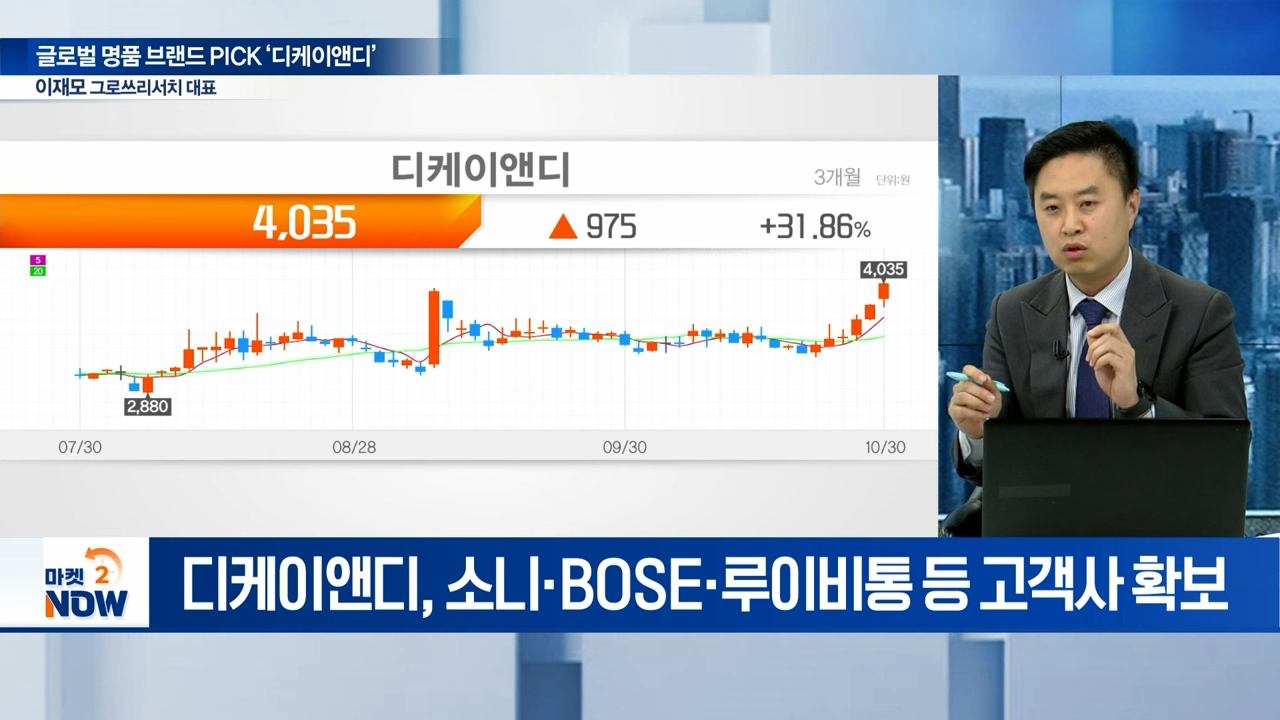 글로벌 명품 브랜드 PICK ‘디케이앤디’
이재모 그로쓰리서치 대표
디케이앤디
3개월 단위:원
4,035 ▲ 975 +31.86%
5
20
4,035
2,880
07/30 08/28 09/30 10/30
마켓 2
NOW
디케이앤디, 소니·BOSE·루이비통 등 고객사 확보